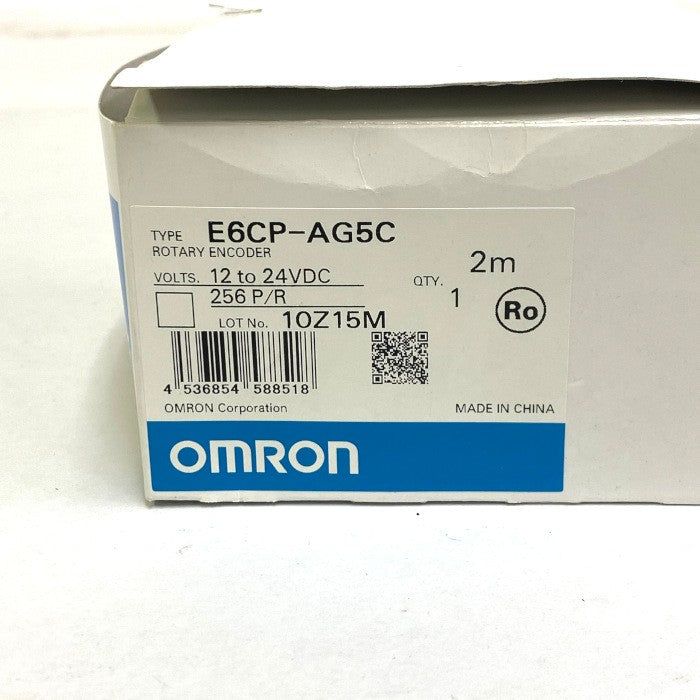 TYPE E6CP-AG5C
ROTARY ENCODER
VOLTS. 12 to 24VDC
256 P/R
2m
QTY. 1
Ro
LOT No. 10Z15M
4 536854 588518
OMRON Corporation MADE IN CHINA
OMRON